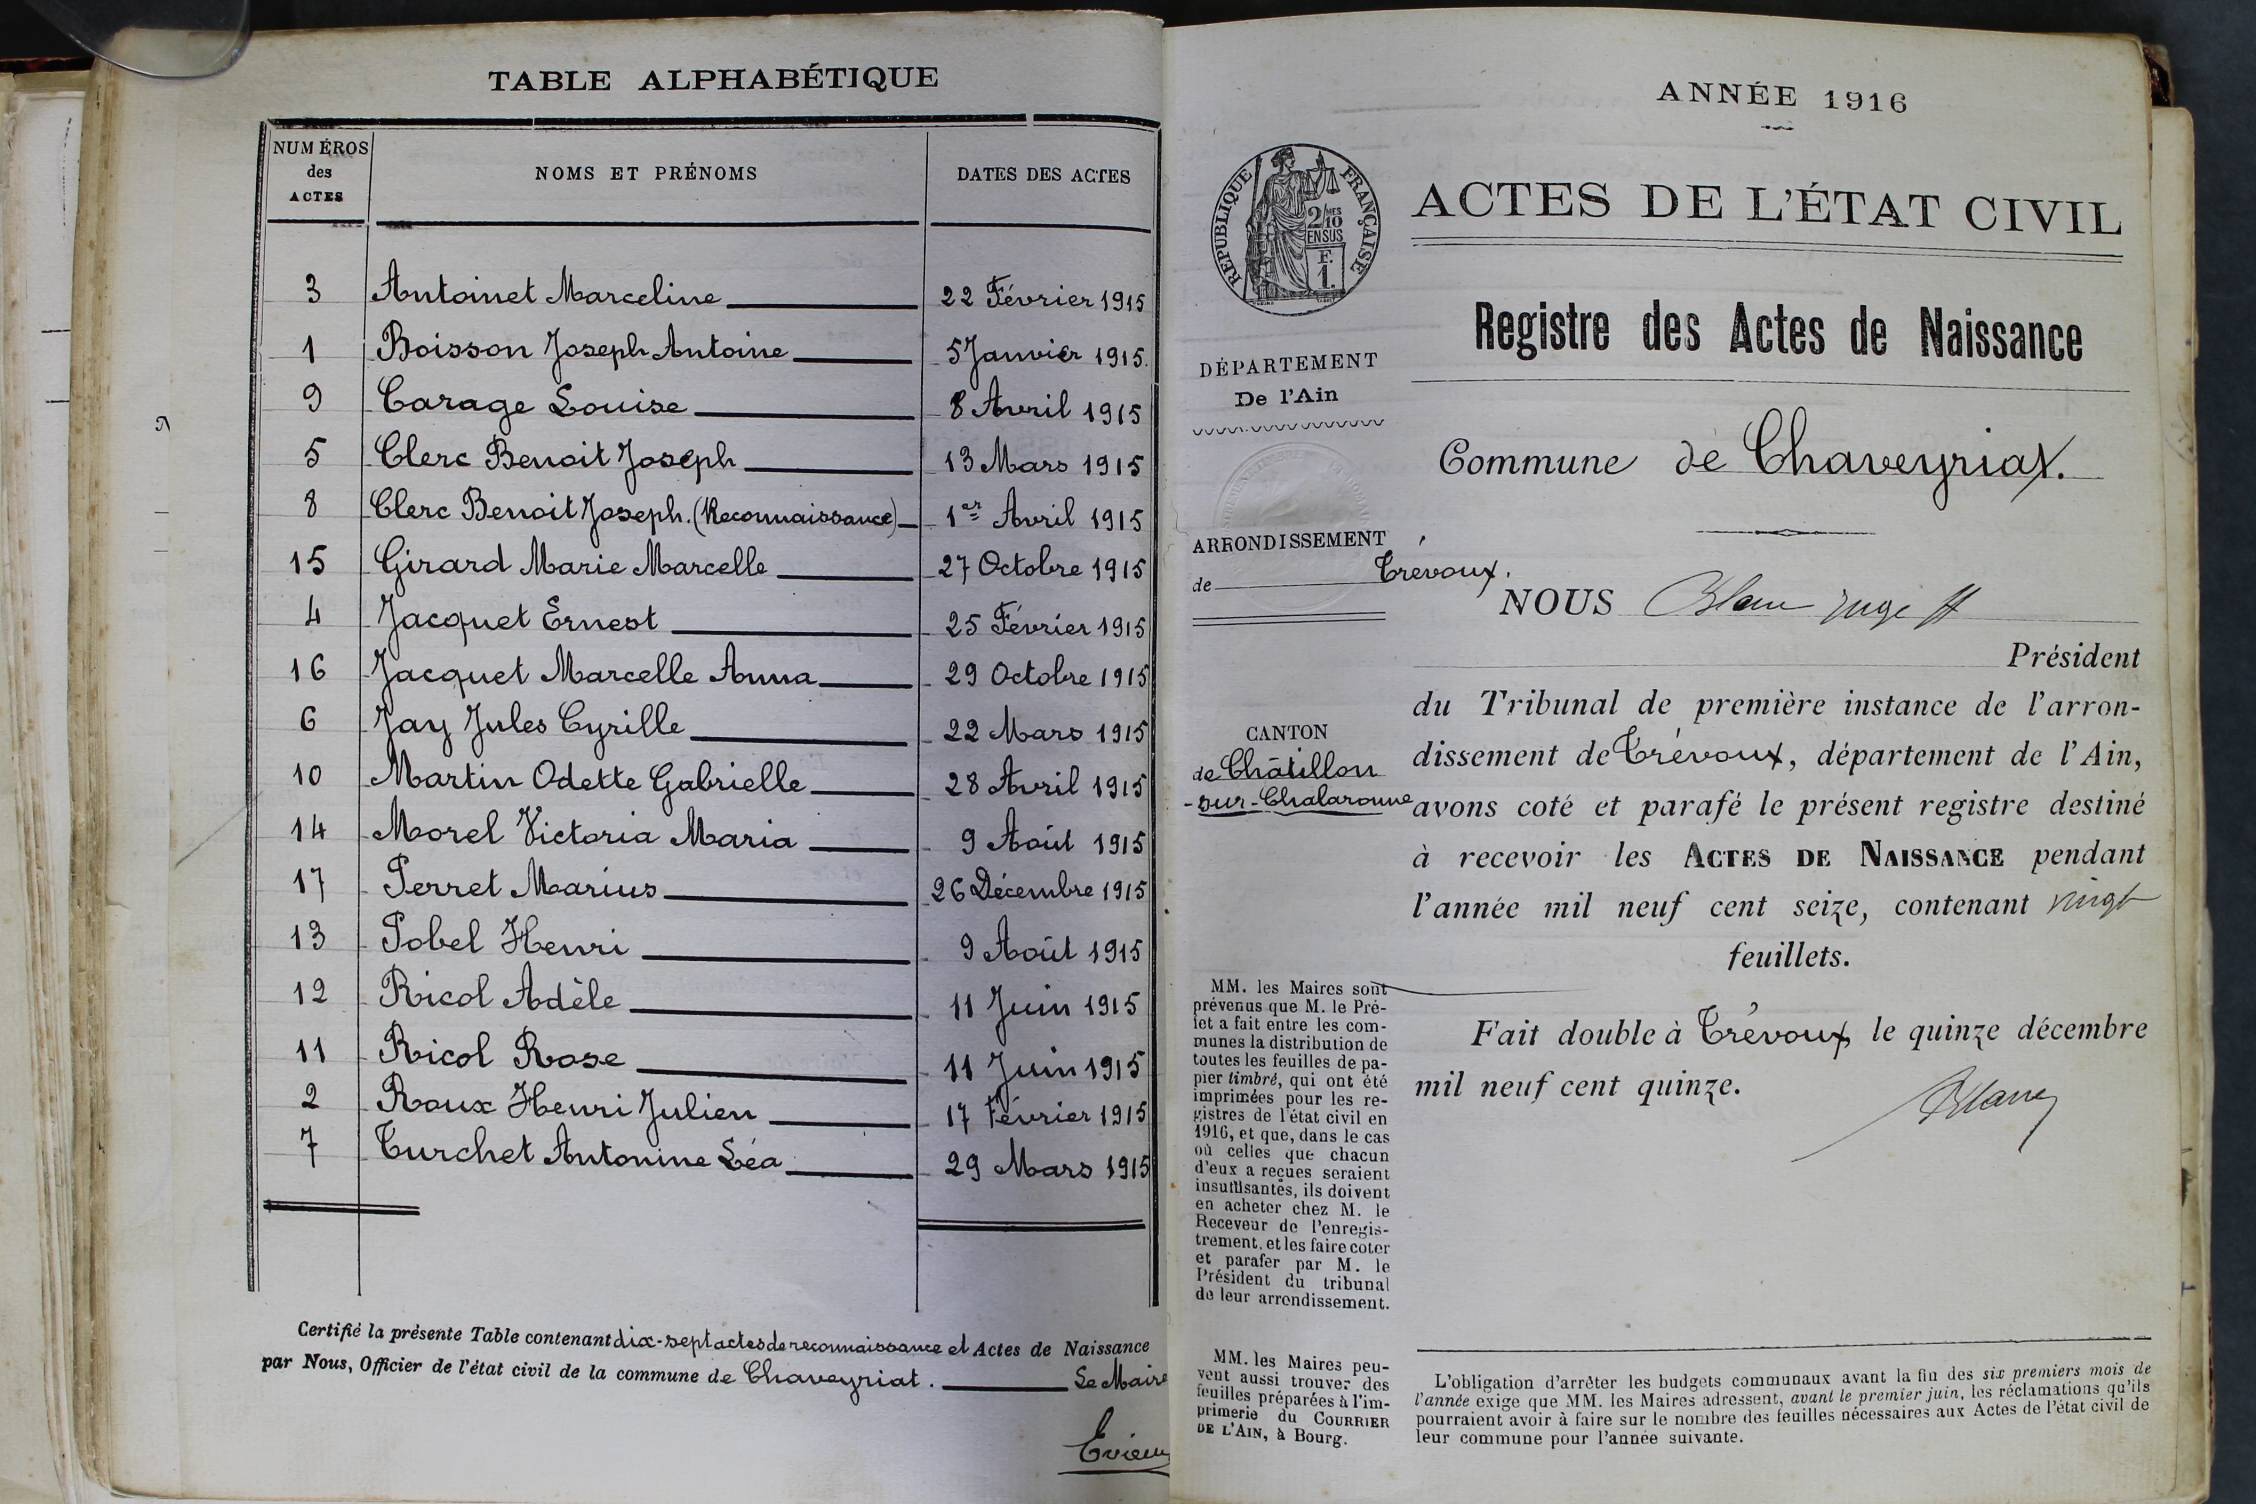 TABLE ALPHABÉTIQUE
NUMÉROS des ACTES NOMS ET PRÉNOMS DATES DES ACTES
3 Antoinet Marceline 22 Février 1915
1 Boisson Joseph Antoine 5 Janvier 1915.
9 Carage Louise 8 Avril 1915
5 Clerc Benoit Joseph 13 Mars 1915
8 Clerc Benoit Joseph. (Reconnaissance) 1er Avril 1915
15 Girard Marie Marcelle 27 Octobre 1915
4 Jacquet Ernest 25 Février 1915
16 Jacquet Marcelle Anna 29 Octobre 1915
6 Jay Jules Cyrille 22 Mars 1915
10 Martin Odette Gabrielle 28 Avril 1915
14 Morel Victoria Maria 9 Août 1915
17 Perret Marius 26 Décembre 1915
13 Pobel Henri 9 Août 1915
12 Ricol Adèle 11 Juin 1915
11 Ricol Rose 11 Juin 1915
2 Roux Henri Julien 17 Février 1915
7 Turchet Antonine Léa 29 Mars 1915
Certifié la présente Table contenant dix-sept actes de reconnaissance et Actes de Naissance
par Nous, Officier de l'état civil de la commune de Chaveyriat. Le Maire
ANNÉE 1916
RÉPUBLIQUE FRANÇAISE
2/10 MES
EN SUS
F.
1.
ACTES DE L'ÉTAT CIVIL
Registre des Actes de Naissance
DÉPARTEMENT
De l'Ain
Commune de Chaveyriat.
ARRONDISSEMENT
de Trévoux.
NOUS Blanc juge
Président
du Tribunal de première instance de l'arron-
dissement de Trévoux, département de l'Ain,
avons coté et parafé le présent registre destiné
à recevoir les ACTES DE NAISSANCE pendant
l'année mil neuf cent seize, contenant vingt
feuillets.
Fait double à Trévoux, le quinze décembre
mil neuf cent quinze.
Blanc
CANTON
de Châtillon
-sur-Chalaronne
MM. les Maires sont
prévenus que M. le Pré-
fet a fait entre les com-
munes la distribution de
toutes les feuilles de pa-
pier timbré, qui ont été
imprimées pour les re-
gistres de l'état civil en
1916, et que, dans le cas
où celles que chacun
d'eux a reçues seraient
insuffisantes, ils doivent
en acheter chez M. le
Receveur de l'enregis-
trement, et les faire coter
et parafer par M. le
Président du tribunal
de leur arrondissement.
MM. les Maires peu-
vent aussi trouver des
feuilles préparées à l'im-
primerie du COURRIER
DE L'AIN, à Bourg.
L'obligation d'arrêter les budgets communaux avant la fin des six premiers mois de
l'année exige que MM. les Maires adressent, avant le premier juin, les réclamations qu'ils
pourraient avoir à faire sur le nombre des feuilles nécessaires aux Actes de l'état civil de
leur commune pour l'année suivante.